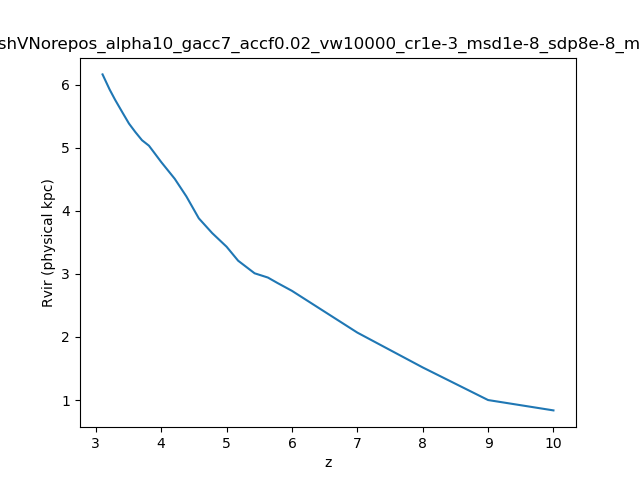 shVNorepos_alpha10_gacc7_accf0.02_vw10000_cr1e-3_msd1e-8_sdp8e-8_m
6
5
4
3
2
1
Rvir (physical kpc)
3 4 5 6 7 8 9 10
z